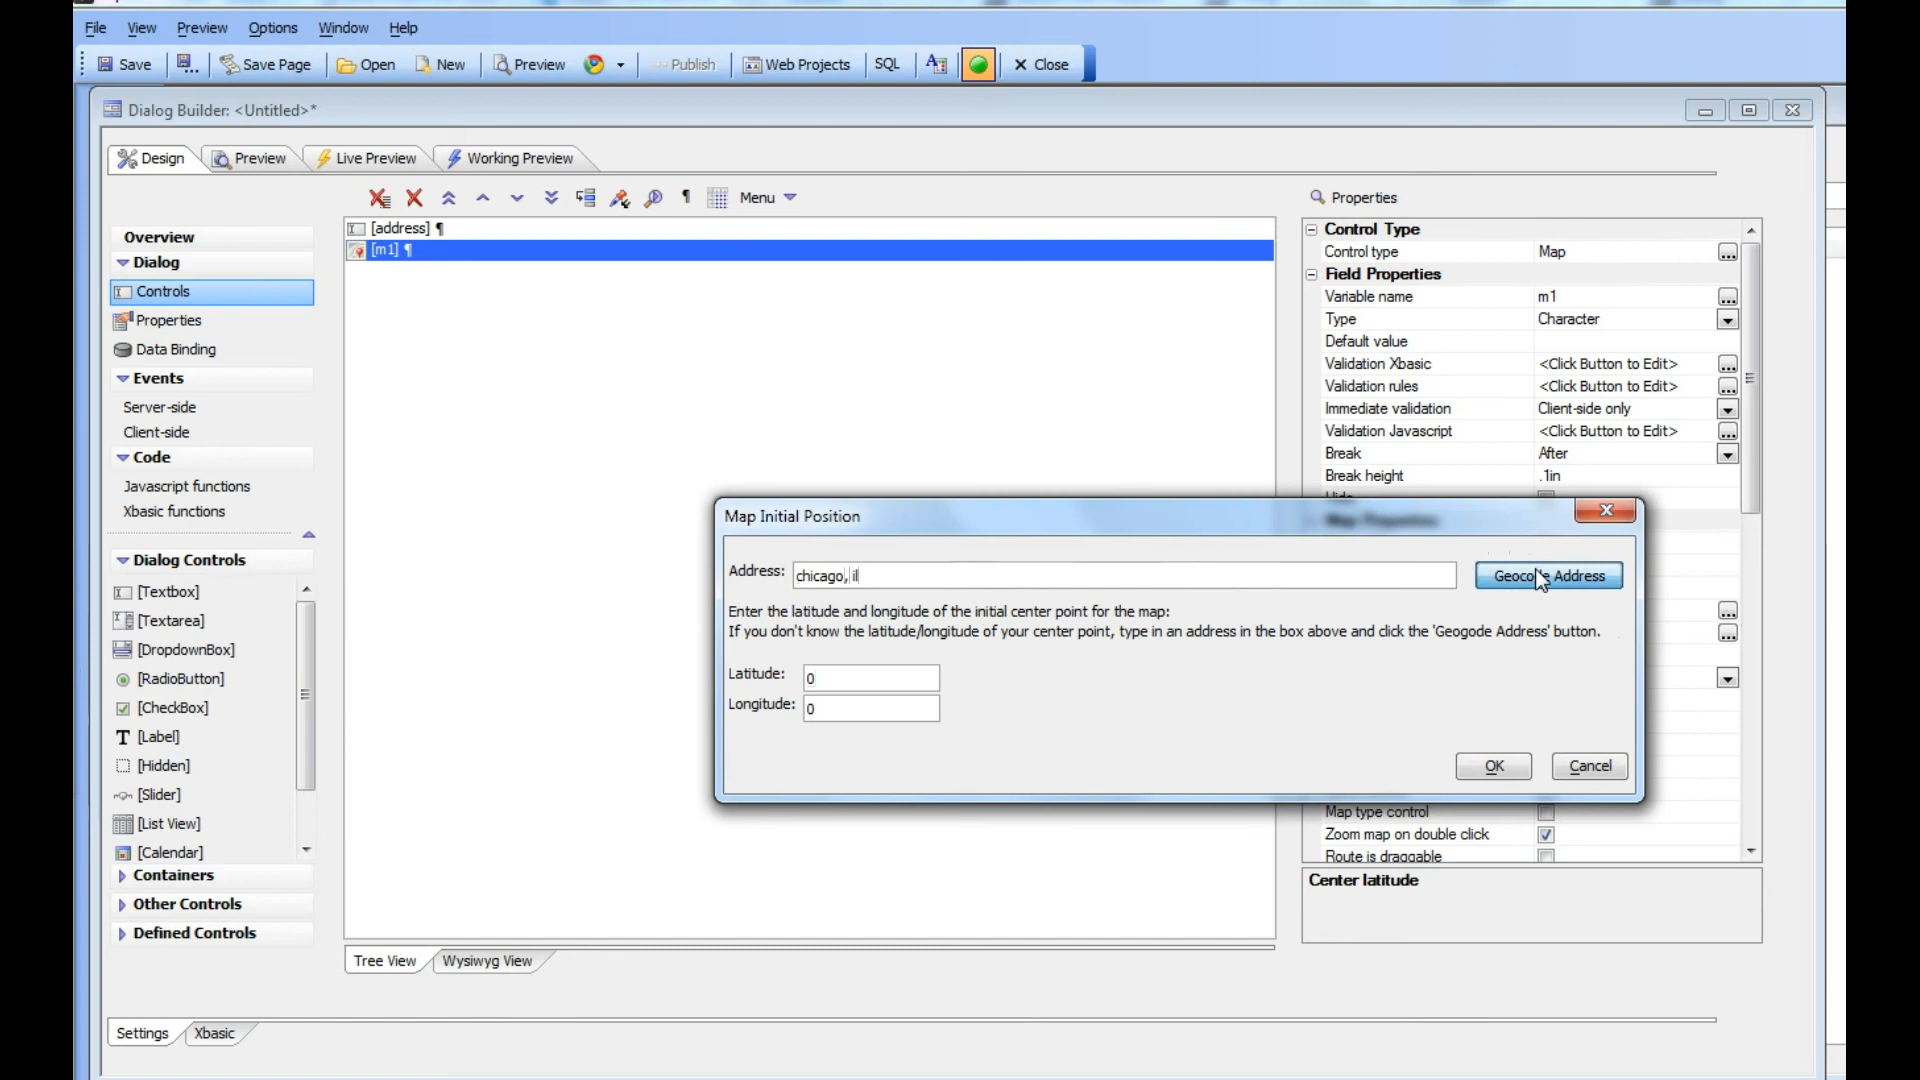 File View Preview Options Window Help
Save ... Save Page Open New Preview Publish Web Projects SQL Close
Dialog Builder: <Untitled>*
Design Preview Live Preview Working Preview
Menu
Properties
Overview
Dialog
Controls
Properties
Data Binding
Events
Server-side
Client-side
Code
Javascript functions
Xbasic functions
Dialog Controls
[Textbox]
[Textarea]
[DropdownBox]
[RadioButton]
[CheckBox]
[Label]
[Hidden]
[Slider]
[List View]
[Calendar]
Containers
Other Controls
Defined Controls
[address] ¶
[m1] ¶
Control Type
Control type Map
Field Properties
Variable name m1
Type Character
Default value
Validation Xbasic <Click Button to Edit>
Validation rules <Click Button to Edit>
Immediate validation Client-side only
Validation Javascript <Click Button to Edit>
Break After
Break height .1in
Map Properties
Map Initial Position
Address: chicago, il Geocode Address
Enter the latitude and longitude of the initial center point for the map:
If you don't know the latitude/longitude of your center point, type in an address in the box above and click the 'Geogode Address' button.
Latitude: 0
Longitude: 0
OK Cancel
Map type control
Zoom map on double click
Route is draggable
Center latitude
Tree View Wysiwyg View
Settings Xbasic